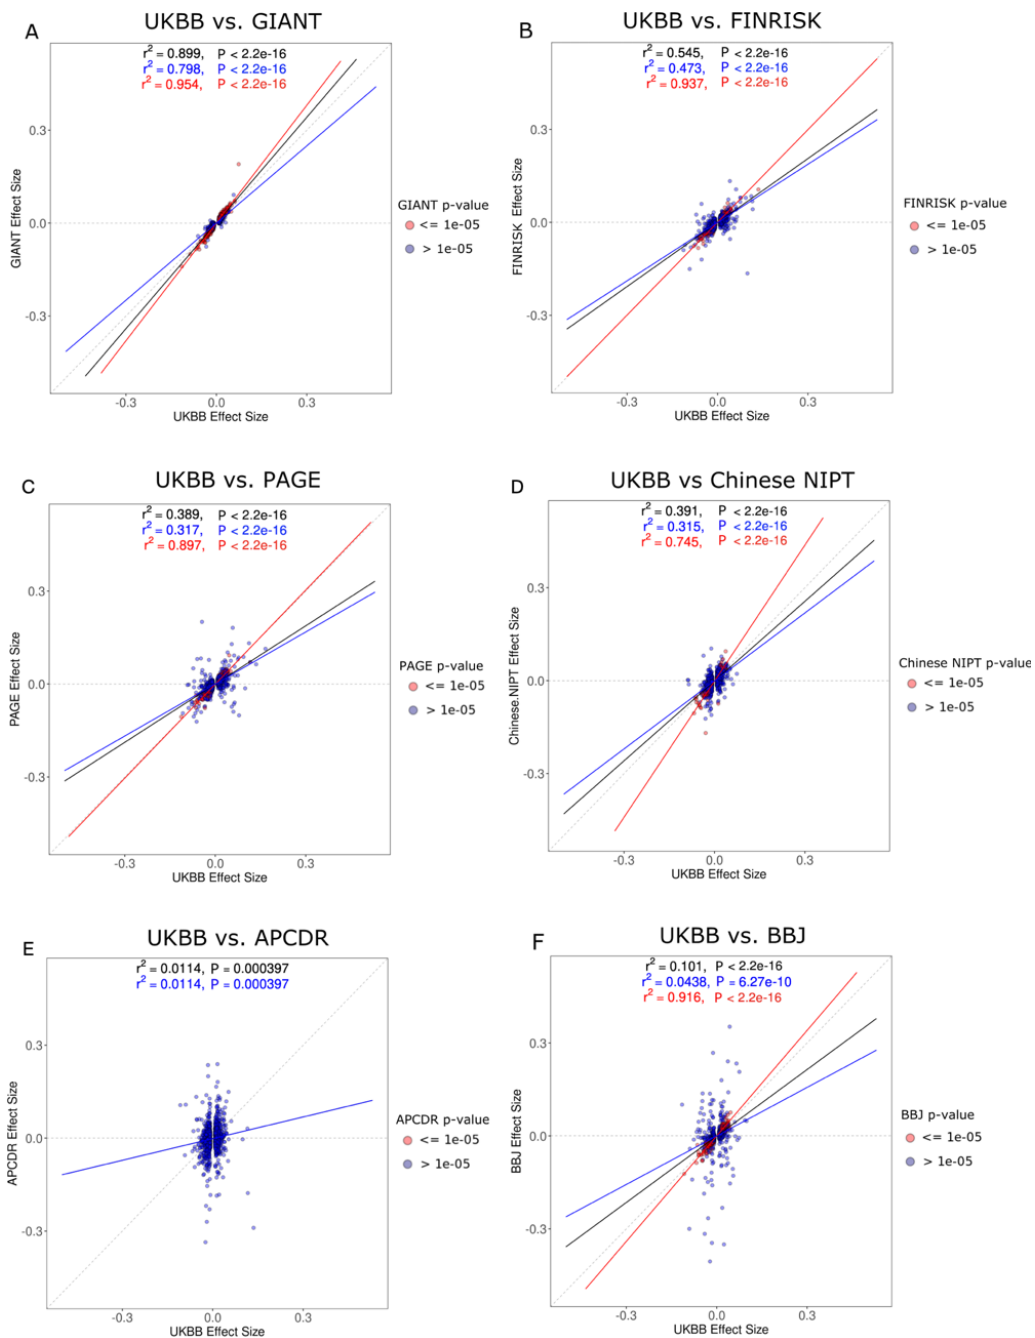 A
UKBB vs. GIANT
r² = 0.899, P < 2.2e-16
r² = 0.798, P < 2.2e-16
r² = 0.954, P < 2.2e-16
0.3
0.0
-0.3
GIANT Effect Size
-0.3 0.0 0.3
UKBB Effect Size
GIANT p-value
<= 1e-05
> 1e-05
B
UKBB vs. FINRISK
r² = 0.545, P < 2.2e-16
r² = 0.473, P < 2.2e-16
r² = 0.937, P < 2.2e-16
0.3
0.0
-0.3
FINRISK Effect Size
-0.3 0.0 0.3
UKBB Effect Size
FINRISK p-value
<= 1e-05
> 1e-05
C
UKBB vs. PAGE
r² = 0.389, P < 2.2e-16
r² = 0.317, P < 2.2e-16
r² = 0.897, P < 2.2e-16
0.3
0.0
-0.3
PAGE Effect Size
-0.3 0.0 0.3
UKBB Effect Size
PAGE p-value
<= 1e-05
> 1e-05
D
UKBB vs Chinese NIPT
r² = 0.391, P < 2.2e-16
r² = 0.315, P < 2.2e-16
r² = 0.745, P < 2.2e-16
0.3
0.0
-0.3
Chinese.NIPT Effect Size
-0.3 0.0 0.3
UKBB Effect Size
Chinese NIPT p-value
<= 1e-05
> 1e-05
E
UKBB vs. APCDR
r² = 0.0114, P = 0.000397
r² = 0.0114, P = 0.000397
0.3
0.0
-0.3
APCDR Effect Size
-0.3 0.0 0.3
UKBB Effect Size
APCDR p-value
<= 1e-05
> 1e-05
F
UKBB vs. BBJ
r² = 0.101, P < 2.2e-16
r² = 0.0438, P = 6.27e-10
r² = 0.916, P < 2.2e-16
0.3
0.0
-0.3
BBJ Effect Size
-0.3 0.0 0.3
UKBB Effect Size
BBJ p-value
<= 1e-05
> 1e-05